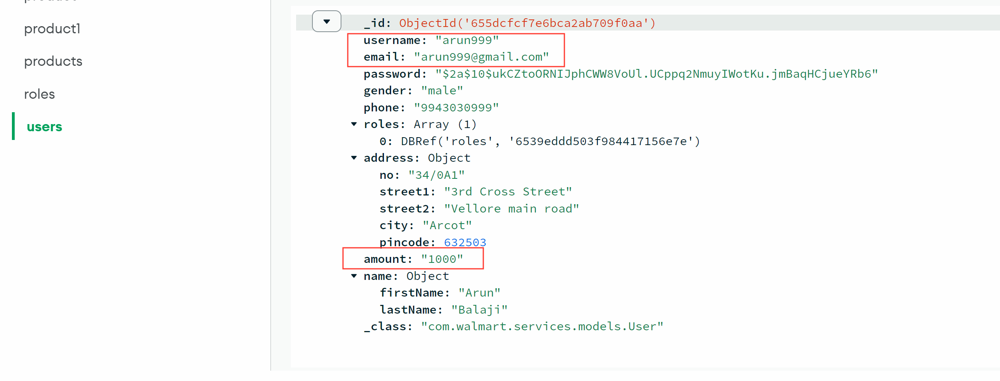 product1
products
roles
users
_id: ObjectId('655dcfcf7e6bca2ab709f0aa')
username: "arun999"
email: "arun999@gmail.com"
password: "$2a$10$ukCZtoORNIJphCWW8VoUl.UCppq2NmuyIWotKu.jmBaqHCjueYRb6"
gender: "male"
phone: "9943030999"
roles: Array (1)
0: DBRef('roles', '6539eddd503f984417156e7e')
address: Object
no: "34/0A1"
street1: "3rd Cross Street"
street2: "Vellore main road"
city: "Arcot"
pincode: 632503
amount: "1000"
name: Object
firstName: "Arun"
lastName: "Balaji"
_class: "com.walmart.services.models.User"